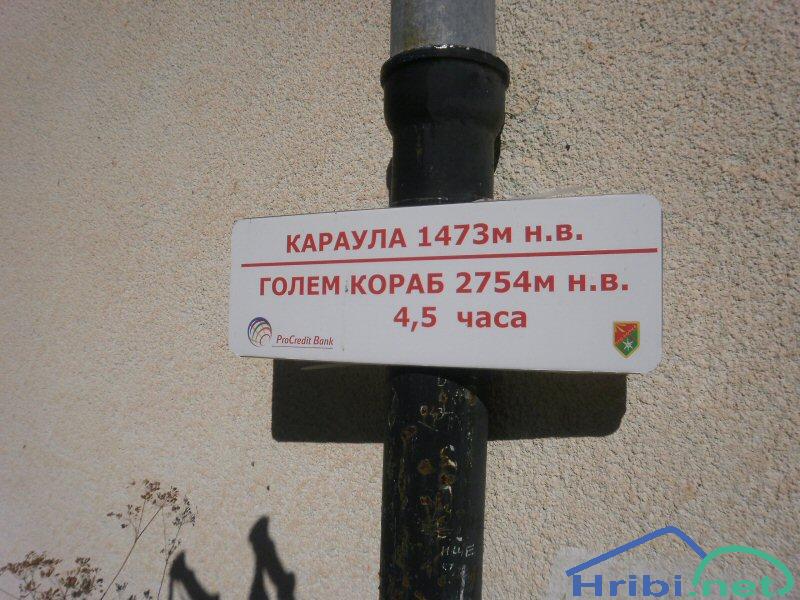 КАРАУЛА 1473м н.в.
ГОЛЕМ КОРАБ 2754м н.в.
4,5 часа
ProCredit Bank
Hribi.net